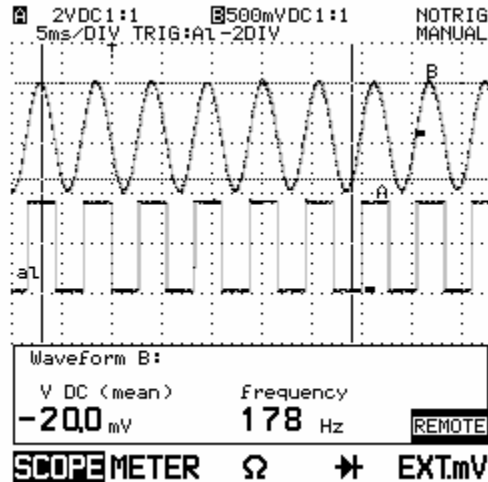 A 2VDC1:1 B500mVDC1:1 NOTRIG
5ms/DIV TRIG:A↓-2DIV MANUAL
B
A
a↓
Waveform B:
V DC (mean) frequency
-20.0 mV 178 Hz REMOTE
SCOPE METER Ω EXT.mV